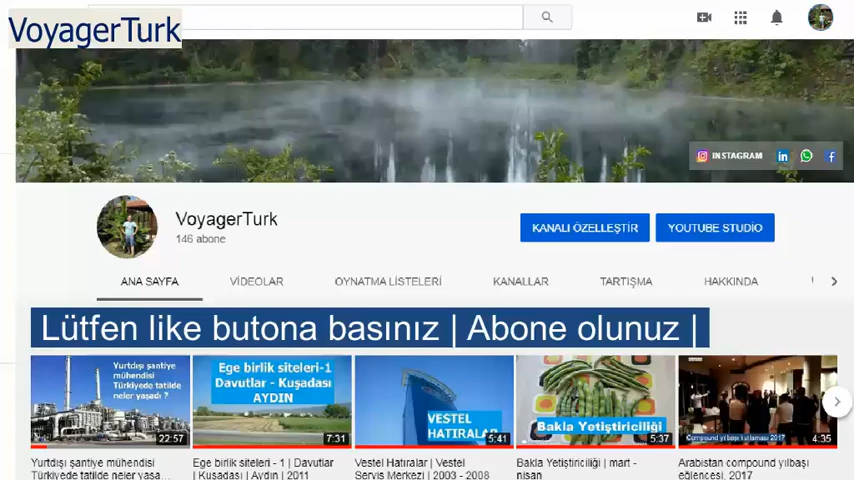 VoyagerTurk
INSTAGRAM
VoyagerTurk
146 abone
KANALI ÖZELLEŞTİR
YOUTUBE STUDIO
ANA SAYFA
VİDEOLAR
OYNATMA LİSTELERİ
KANALLAR
TARTIŞMA
HAKKINDA
Lütfen like butona basınız | Abone olunuz |
Yurtdışı şantiye
mühendisi
Türkiyede tatilde
neler yaşadı ?
22:57
Ege birlik siteleri-1
Davutlar - Kuşadası
AYDIN
7:31
VESTEL
HATIRALAR
5:41
Bakla Yetiştiriciliği
5:37
Compound yılbaşı kutlaması 2017
4:35
Yurtdışı şantiye mühendisi
Türkiyede tatilde neler yaşa...
Ege birlik siteleri - 1 | Davutlar
| Kuşadası | Aydın | 2011
Vestel Hatıralar | Vestel
Servis Merkezi | 2003 - 2008
Bakla Yetiştiriciliği | mart -
nisan
Arabistan compound yılbaşı
eğlencesi, 2017